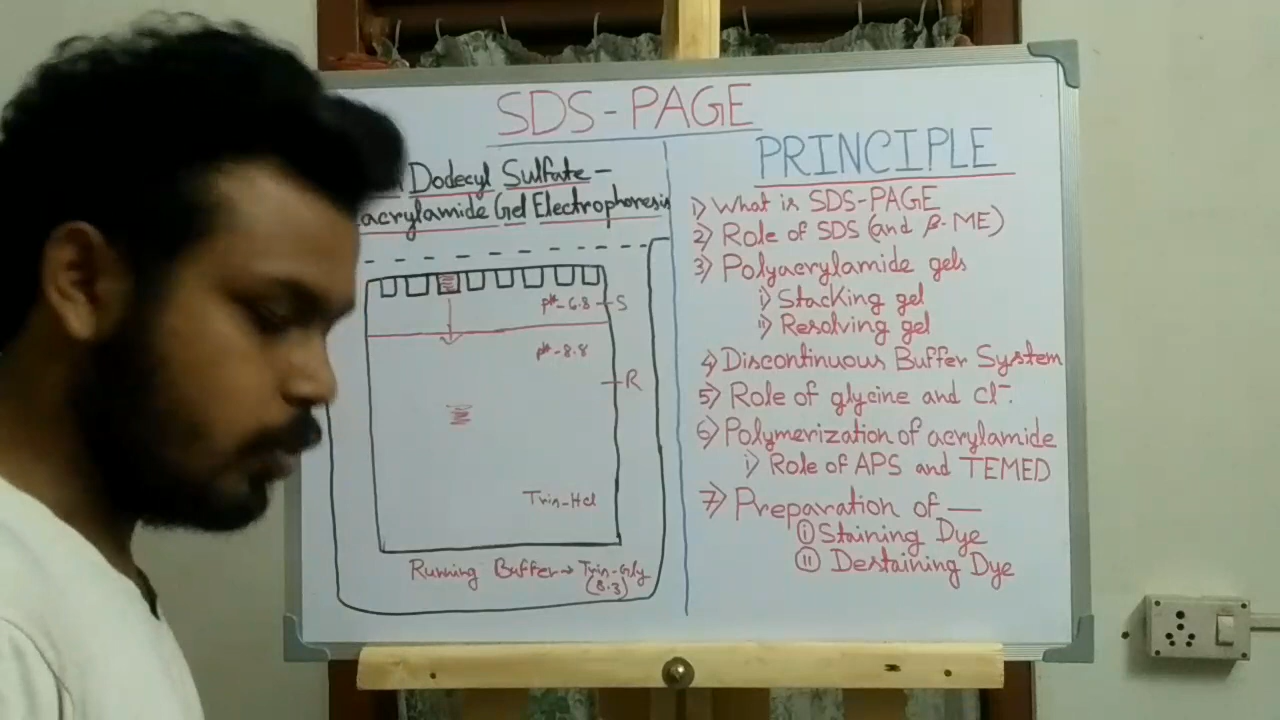 SDS-PAGE
Dodecyl Sulfate-
acrylamide Gel Electrophoresis
pH-6.8
S
pH-8.8
R
Tris-Hcl
Running Buffer → Tris-Gly
(8.3)
PRINCIPLE
1) What is SDS-PAGE
2) Role of SDS (and β-ME)
3) Polyacrylamide gels
i) Stacking gel
ii) Resolving gel
4) Discontinuous Buffer System
5) Role of glycine and Cl⁻.
6) Polymerization of acrylamide
i) Role of APS and TEMED
7) Preparation of —
(i) Staining Dye
(ii) Destaining Dye